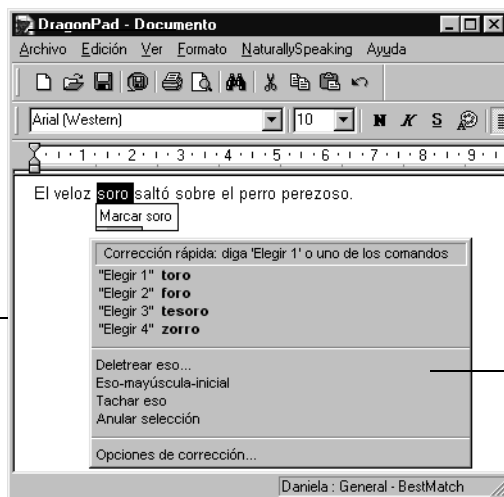 DragonPad - Documento
Archivo Edición Ver Formato NaturallySpeaking Ayuda
Arial (Western) 10 N K S
1 2 3 4 5 6 7 8 9
El veloz soro saltó sobre el perro perezoso.
Marcar soro
Corrección rápida: diga 'Elegir 1' o uno de los comandos
"Elegir 1" toro
"Elegir 2" foro
"Elegir 3" tesoro
"Elegir 4" zorro
Deletrear eso...
Eso-mayúscula-inicial
Tachar eso
Anular selección
Opciones de corrección...
Daniela : General - BestMatch